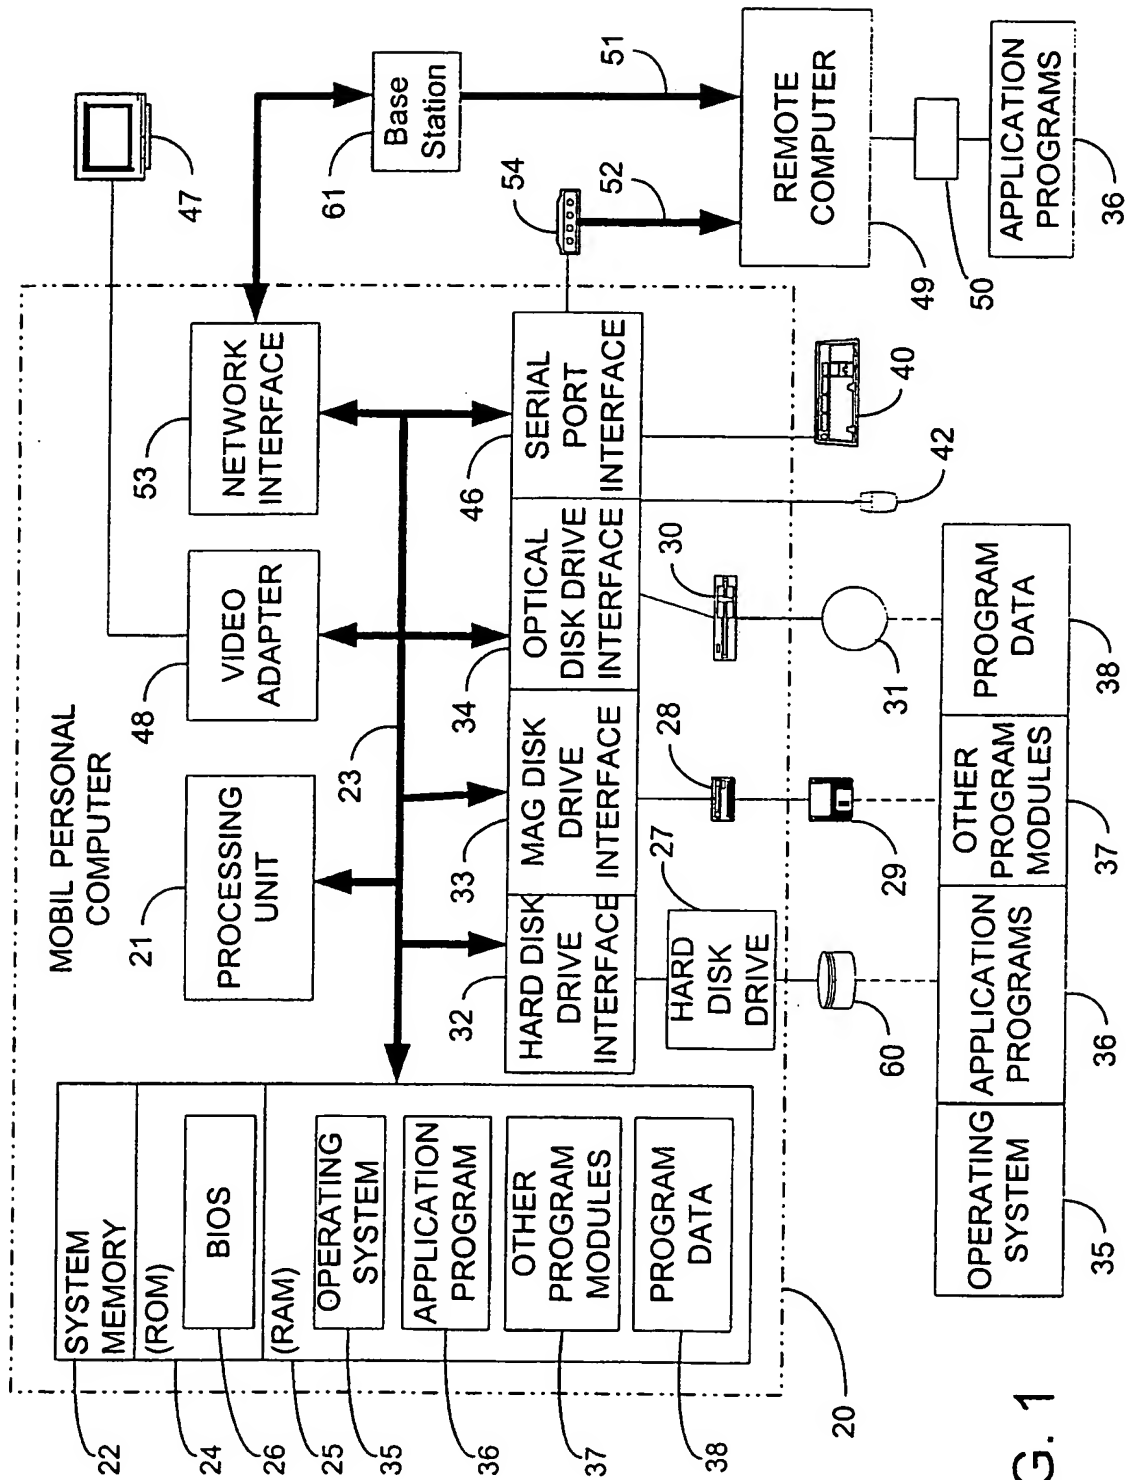 MOBIL PERSONAL
COMPUTER
SYSTEM
MEMORY
(ROM)
BIOS
(RAM)
OPERATING
SYSTEM
APPLICATION
PROGRAM
OTHER
PROGRAM
MODULES
PROGRAM
DATA
22
24
26
25
35
36
37
38
20
PROCESSING
UNIT
21
VIDEO
ADAPTER
48
NETWORK
INTERFACE
53
47
23
61
Base
Station
51
HARD DISK
DRIVE
INTERFACE
32
MAG DISK
DRIVE
INTERFACE
33
OPTICAL
DISK DRIVE
INTERFACE
34
SERIAL
PORT
INTERFACE
46
54
52
HARD
DISK
DRIVE
27
28
30
60
29
31
42
40
REMOTE
COMPUTER
49
50
APPLICATION
PROGRAMS
36
OPERATING
SYSTEM
35
APPLICATION
PROGRAMS
36
OTHER
PROGRAM
MODULES
37
PROGRAM
DATA
38
G. 1